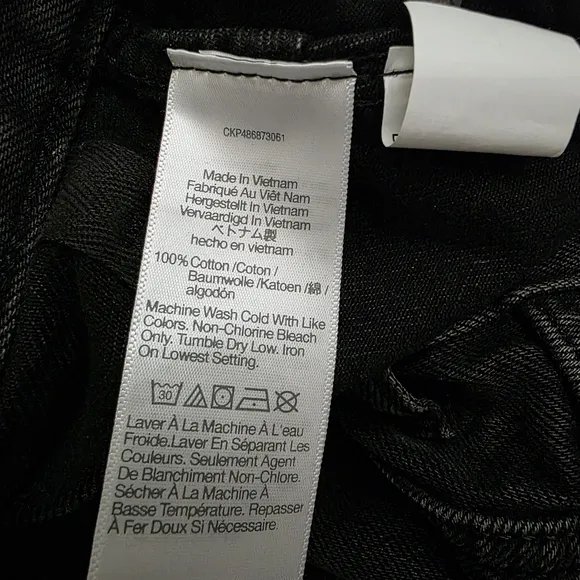 CKP486873061
Made In Vietnam
Fabriqué Au Viêt Nam
Hergestellt In Vietnam
Vervaardigd In Vietnam
ベトナム製
hecho en vietnam
100% Cotton /Coton /
Baumwolle /Katoen /綿/
algodón
Machine Wash Cold With Like
Colors. Non-Chlorine Bleach
Only. Tumble Dry Low. Iron
On Lowest Setting.
30
Laver À La Machine À L'eau
Froide.Laver En Séparant Les
Couleurs. Seulement Agent
De Blanchiment Non-Chlore.
Sécher À La Machine À
Basse Température. Repasser
À Fer Doux Si Nécessaire